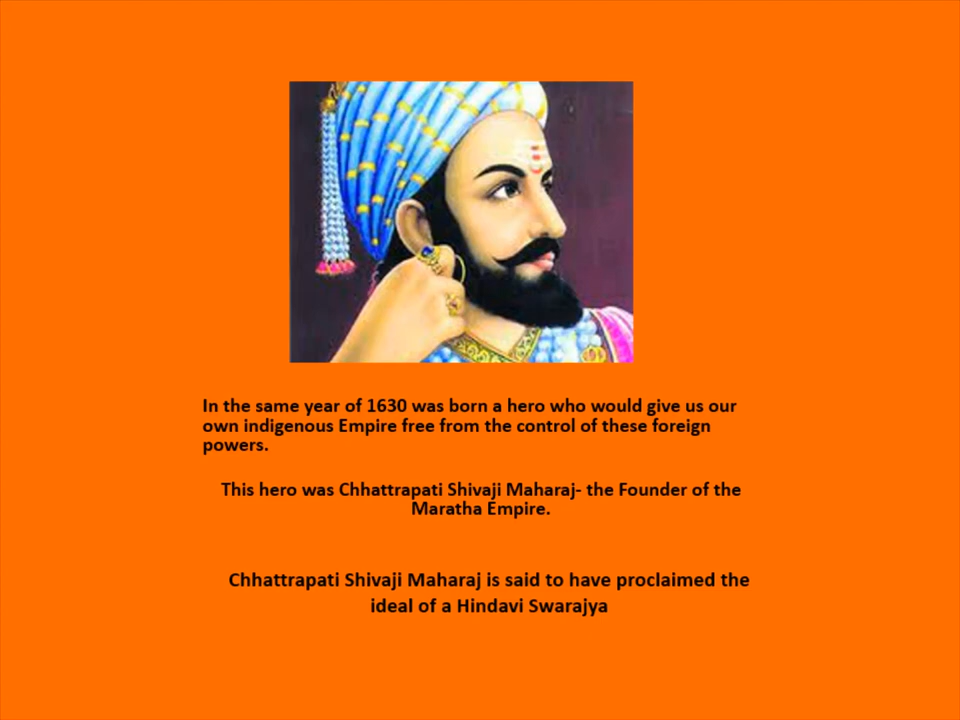 In the same year of 1630 was born a hero who would give us our
own indigenous Empire free from the control of these foreign
powers.
This hero was Chhattrapati Shivaji Maharaj- the Founder of the
Maratha Empire.
Chhattrapati Shivaji Maharaj is said to have proclaimed the
ideal of a Hindavi Swarajya